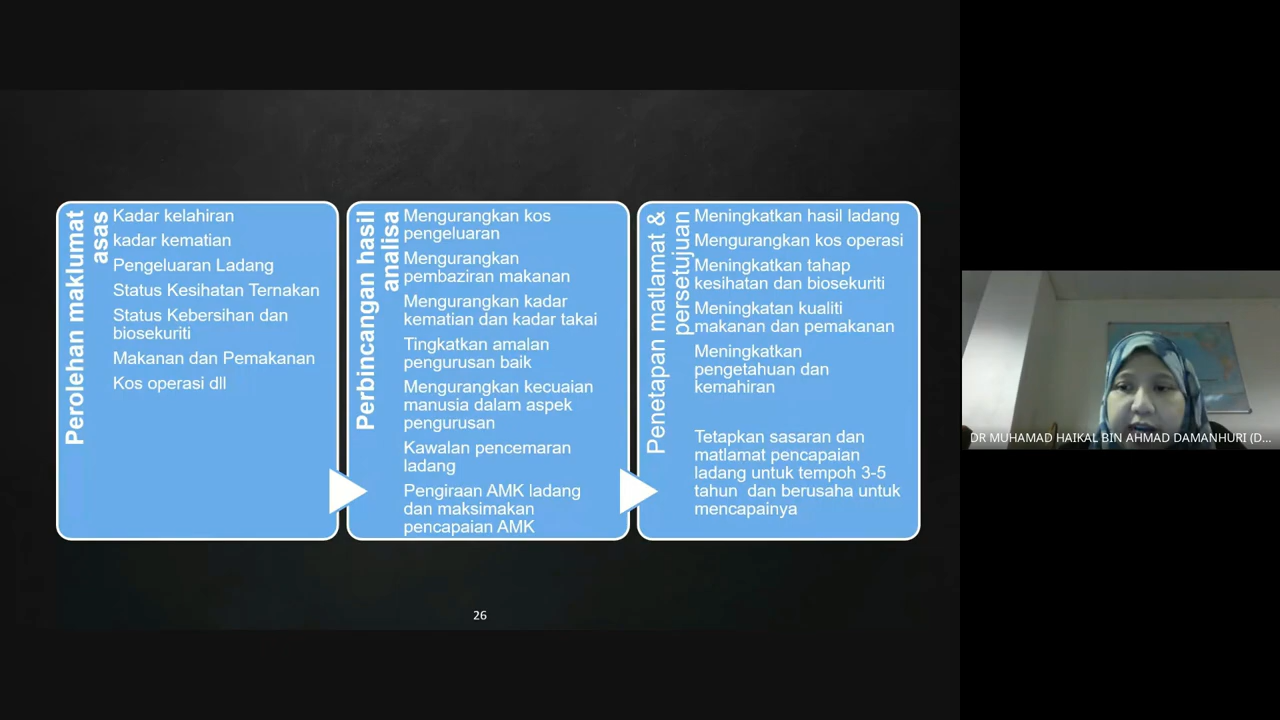 Perolehan maklumat
asas
Kadar kelahiran
kadar kematian
Pengeluaran Ladang
Status Kesihatan Ternakan
Status Kebersihan dan
biosekuriti
Makanan dan Pemakanan
Kos operasi dll
Perbincangan hasil
analisa
Mengurangkan kos
pengeluaran
Mengurangkan
pembaziran makanan
Mengurangkan kadar
kematian dan kadar takai
Tingkatkan amalan
pengurusan baik
Mengurangkan kecuaian
manusia dalam aspek
pengurusan
Kawalan pencemaran
ladang
Pengiraan AMK ladang
dan maksimakan
pencapaian AMK
Penetapan matlamat &
persetujuan
Meningkatkan hasil ladang
Mengurangkan kos operasi
Meningkatkan tahap
kesihatan dan biosekuriti
Meningkatan kualiti
makanan dan pemakanan
Meningkatkan
pengetahuan dan
kemahiran
Tetapkan sasaran dan
matlamat pencapaian
ladang untuk tempoh 3-5
tahun dan berusaha untuk
mencapainya
26
DR MUHAMAD HAIKAL BIN AHMAD DAMANHURI (D...